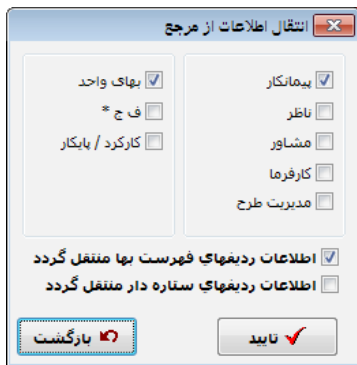 انتقال اطلاعات از مرجع
پیمانکار
ناظر
مشاور
کارفرما
مدیریت طرح
بهای واحد
ف ج *
کارکرد / پایکار
اطلاعات ردیفهاي فهرست بها منتقل گردد
اطلاعات ردیفهاي ستاره دار منتقل گردد
تایید
بازگشت